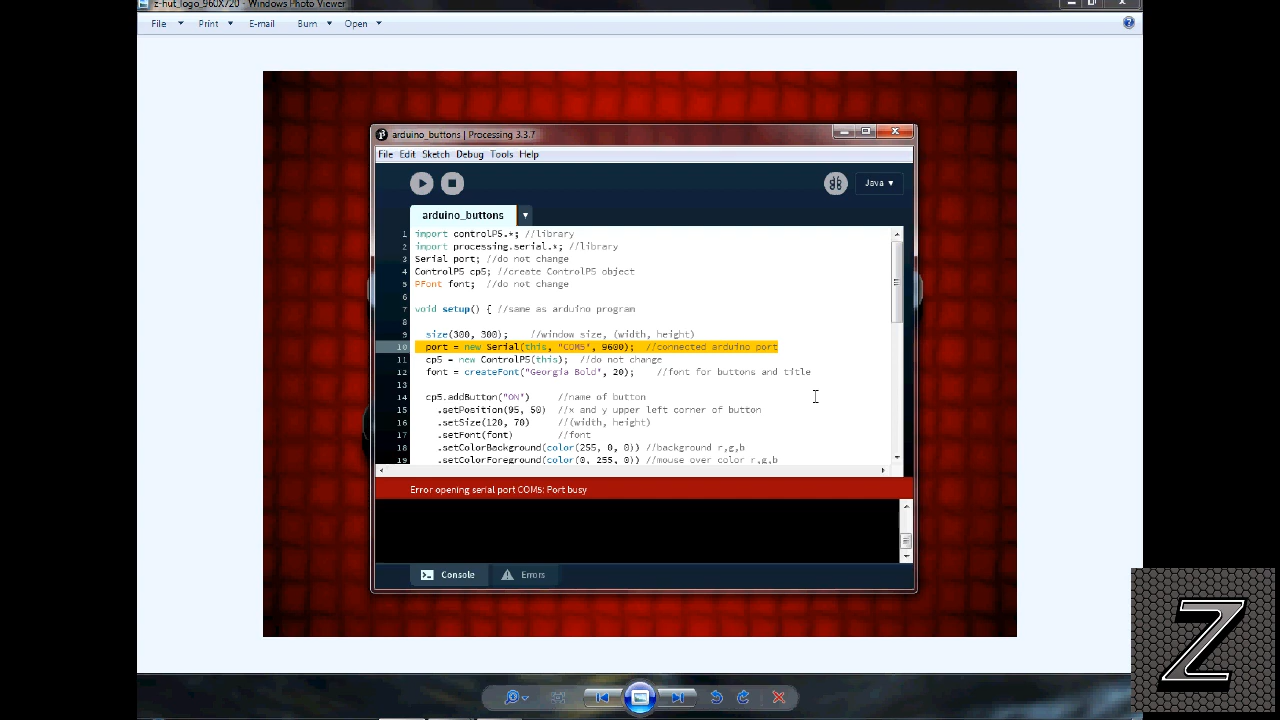 z-hut_logo_960X720 - Windows Photo Viewer
File Print E-mail Burn Open
arduino_buttons | Processing 3.3.7
File Edit Sketch Debug Tools Help
Java ▾
arduino_buttons
1 import controlP5.*; //library
2 import processing.serial.*; //library
3 Serial port; //do not change
4 ControlP5 cp5; //create ControlP5 object
5 PFont font; //do not change
6
7 void setup() { //same as arduino program
8
9 size(300, 300); //window size, (width, height)
10 port = new Serial(this, "COM5", 9600); //connected arduino port
11 cp5 = new ControlP5(this); //do not change
12 font = createFont("Georgia Bold", 20); //font for buttons and title
13
14 cp5.addButton("ON") //name of button
15 .setPosition(95, 50) //x and y upper left corner of button
16 .setSize(120, 70) //(width, height)
17 .setFont(font) //font
18 .setColorBackground(color(255, 0, 0)) //background r,g,b
19 .setColorForeground(color(0, 255, 0)) //mouse over color r,g,b
Error opening serial port COM5: Port busy
Console Errors
Z